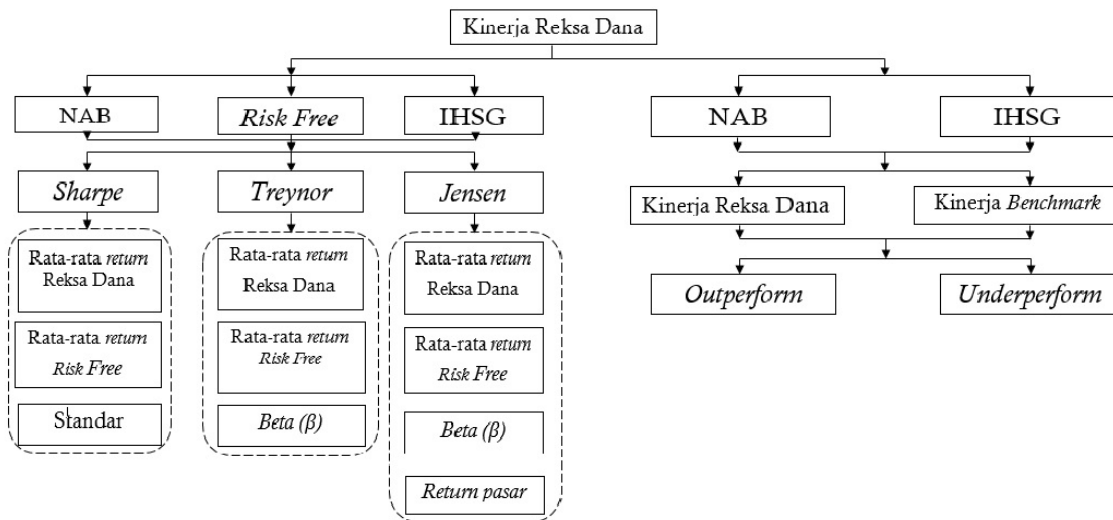 Kinerja Reksa Dana
NAB
Risk Free
IHSG
NAB
IHSG
Sharpe
Treynor
Jensen
Kinerja Reksa Dana
Kinerja Benchmark
Rata-rata return
Reksa Dana
Rata-rata return
Risk Free
Standar
Rata-rata return
Reksa Dana
Rata-rata return
Risk Free
Beta (β)
Rata-rata return
Reksa Dana
Rata-rata return
Risk Free
Beta (β)
Return pasar
Outperform
Underperform